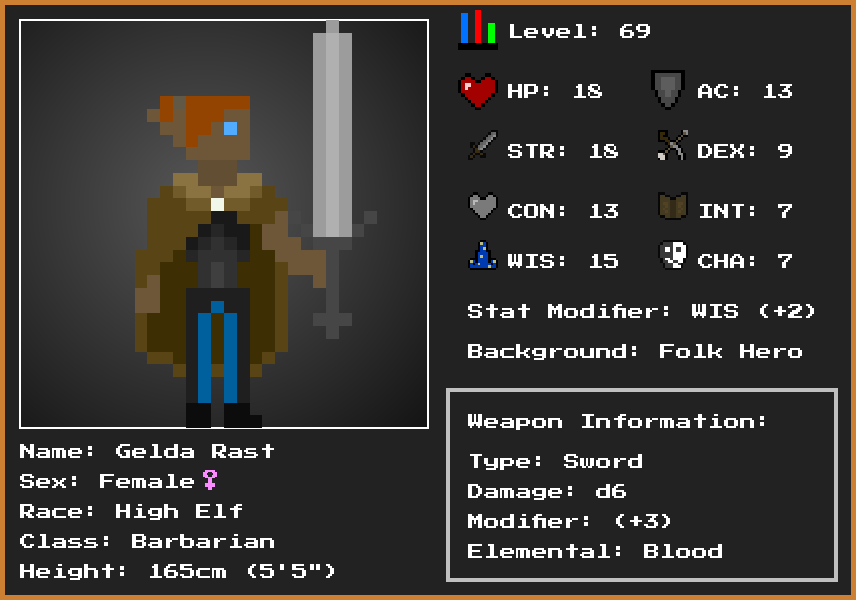 Level: 69
HP: 18 AC: 13
STR: 18 DEX: 9
CON: 13 INT: 7
WIS: 15 CHA: 7
Stat Modifier: WIS (+2)
Background: Folk Hero
Weapon Information:
Type: Sword
Damage: d6
Modifier: (+3)
Elemental: Blood
Name: Gelda Rast
Sex: Female♀
Race: High Elf
Class: Barbarian
Height: 165cm (5'5")